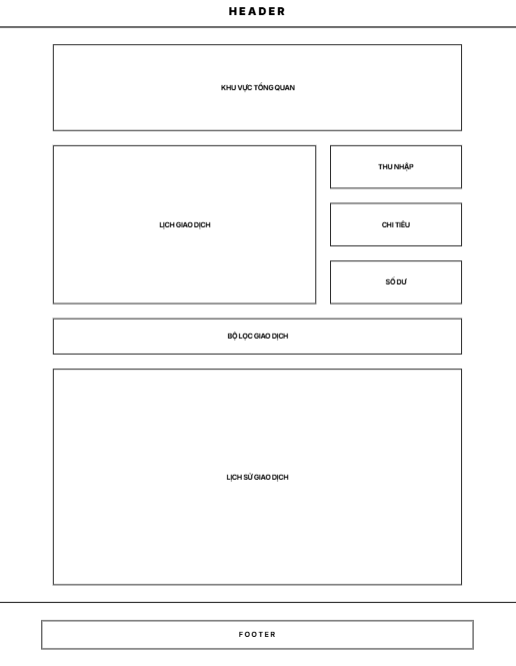 HEADER
KHU VỰC TỔNG QUAN
LỊCH GIAO DỊCH
THU NHẬP
CHI TIÊU
SỐ DƯ
BỘ LỌC GIAO DỊCH
LỊCH SỬ GIAO DỊCH
FOOTER